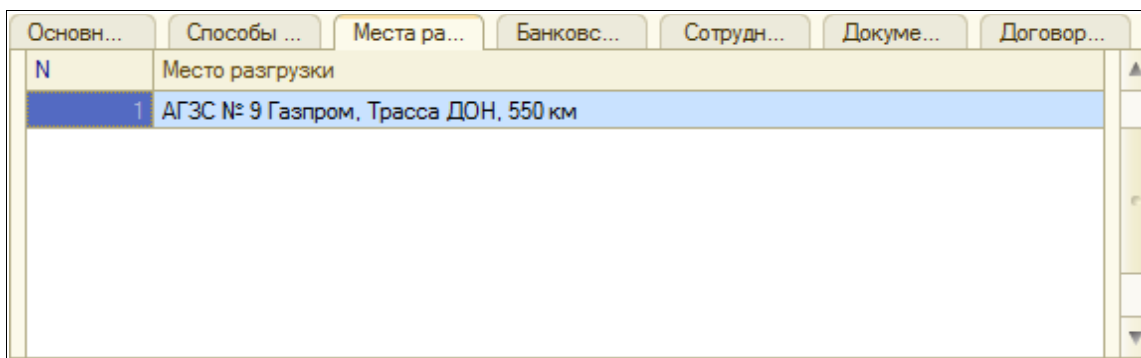 Основн... Способы ... Места ра... Банковс... Сотрудн... Докуме... Договор...
N Место разгрузки
1 АГЗС № 9 Газпром, Трасса ДОН, 550 км